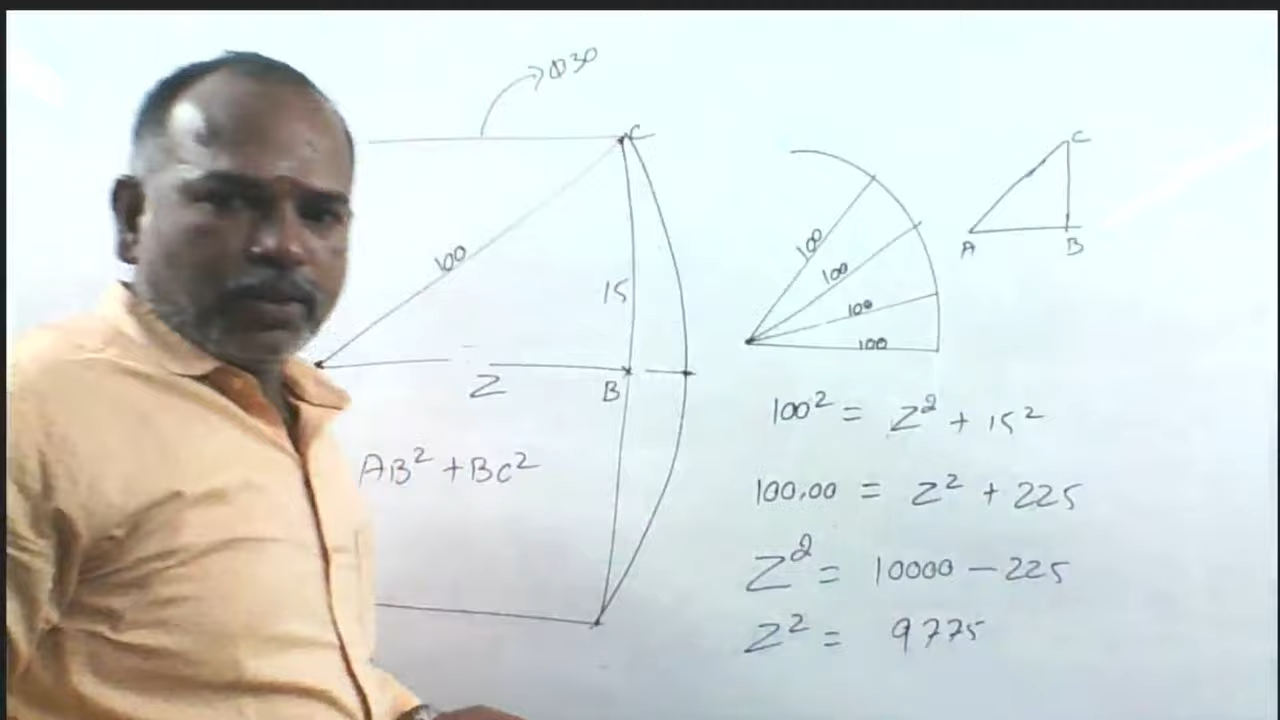 Φ30
C
100
15
Z
B
AB² + BC²
100
100
100
100
C
A
B
100² = Z² + 15²
100,00 = Z² + 225
Z² = 10000 − 225
Z² = 9775